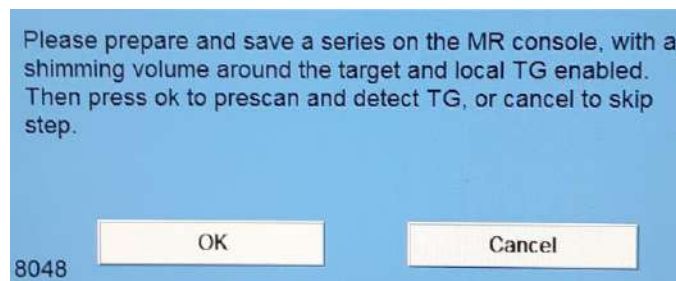 Please prepare and save a series on the MR console, with a
shimming volume around the target and local TG enabled.
Then press ok to prescan and detect TG, or cancel to skip
step.
OK
Cancel
8048